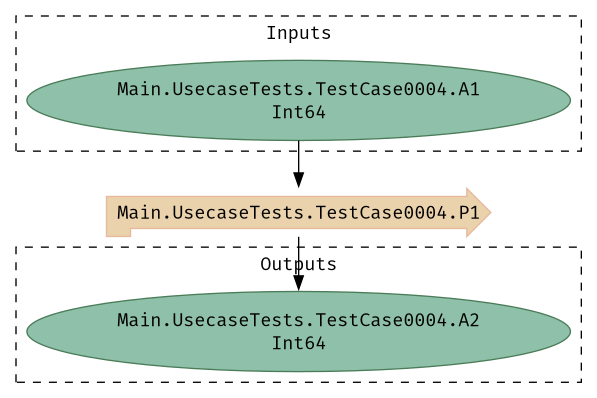 Inputs
Main.UsecaseTests.TestCase0004.A1
Int64
Main.UsecaseTests.TestCase0004.P1
Outputs
Main.UsecaseTests.TestCase0004.A2
Int64